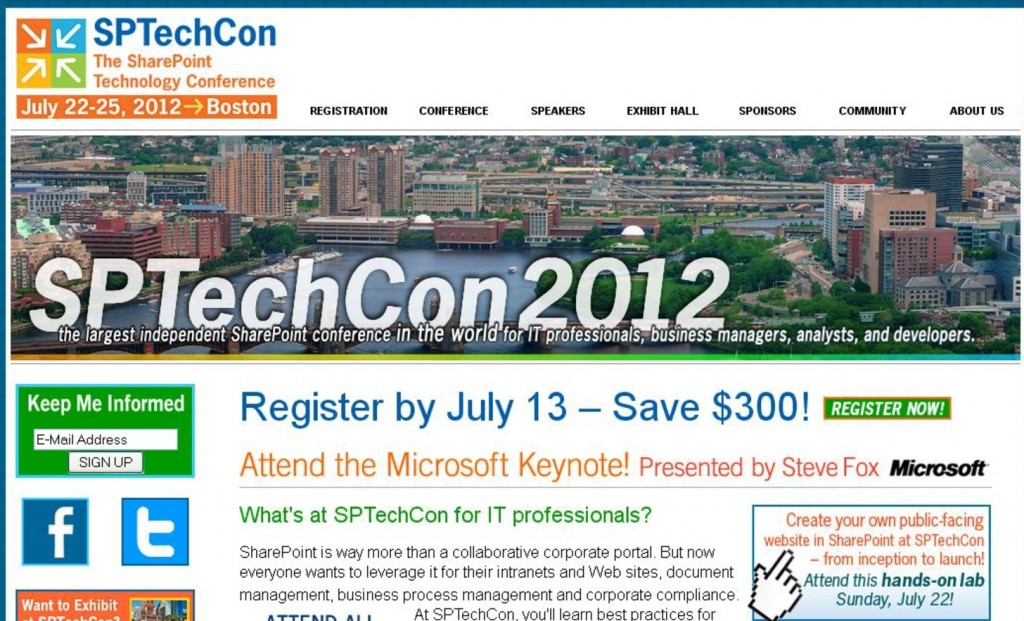 SPTechCon
The SharePoint
Technology Conference
July 22-25, 2012→Boston
REGISTRATION CONFERENCE SPEAKERS EXHIBIT HALL SPONSORS COMMUNITY ABOUT US
SPTechCon 2012
the largest independent SharePoint conference in the world for IT professionals, business managers, analysts, and developers.
Keep Me Informed
E-Mail Address
SIGN UP
f
t
Want to Exhibit
at SPTechCon?
Register by July 13 – Save $300!
REGISTER NOW!
Attend the Microsoft Keynote! Presented by Steve Fox Microsoft
What's at SPTechCon for IT professionals?
SharePoint is way more than a collaborative corporate portal. But now
everyone wants to leverage it for their intranets and Web sites, document
management, business process management and corporate compliance.
At SPTechCon, you'll learn best practices for
ATTEND ALL
Create your own public-facing
website in SharePoint at SPTechCon
– from inception to launch!
Attend this hands-on lab
Sunday, July 22!